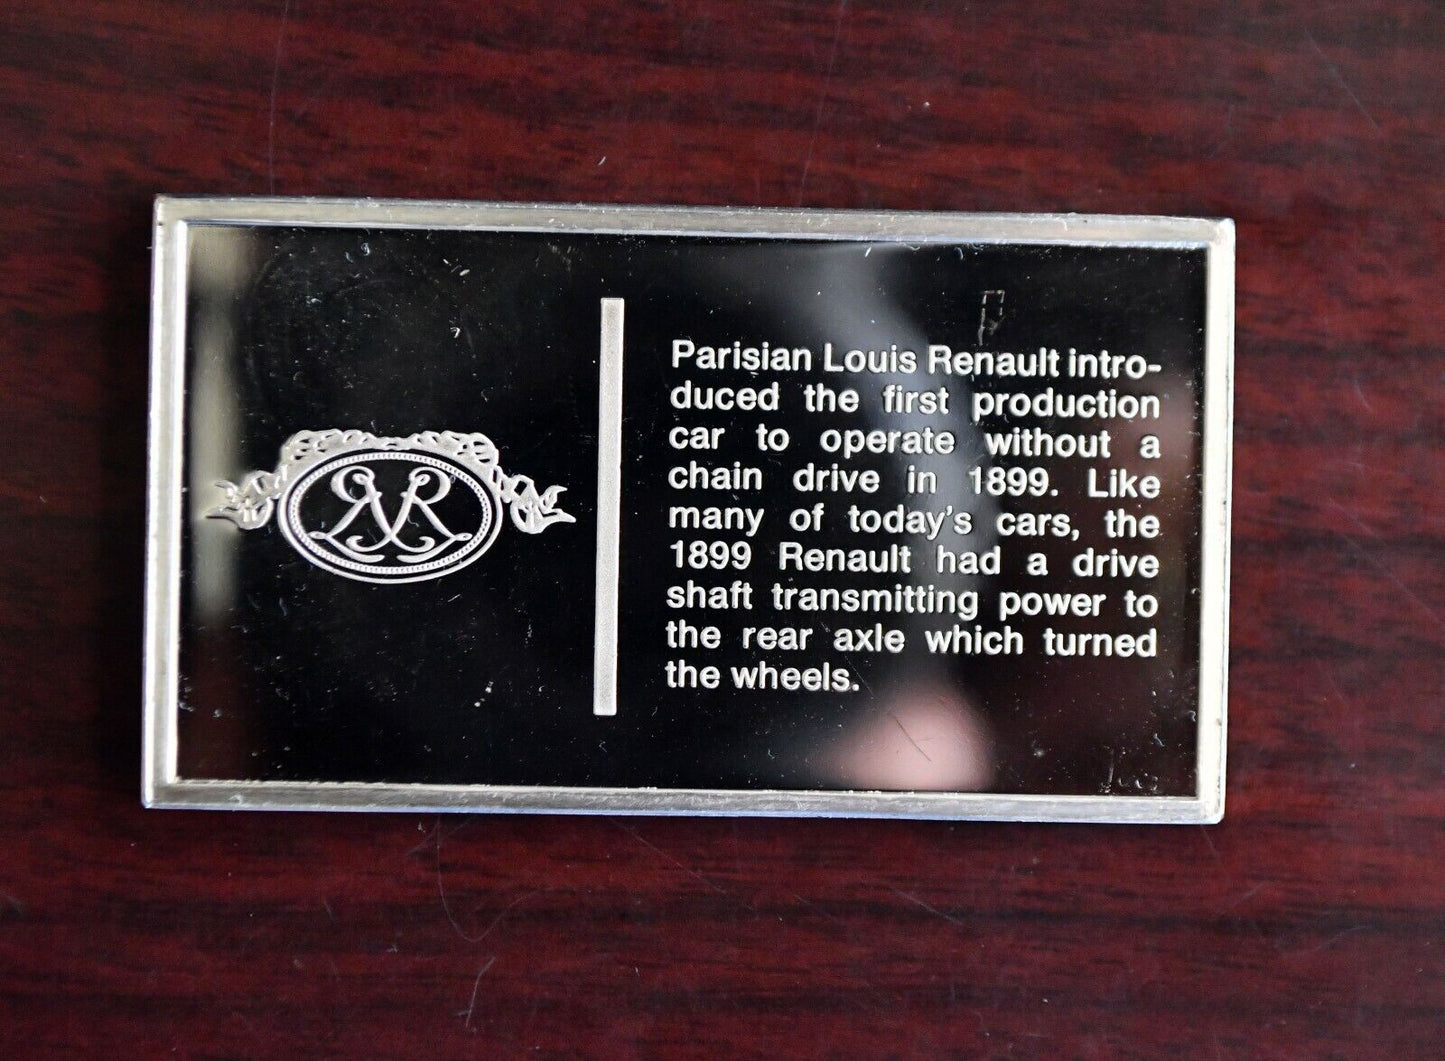 Parisian Louis Renault intro-
duced the first production
car to operate without a
chain drive in 1899. Like
many of today's cars, the
1899 Renault had a drive
shaft transmitting power to
the rear axle which turned
the wheels.